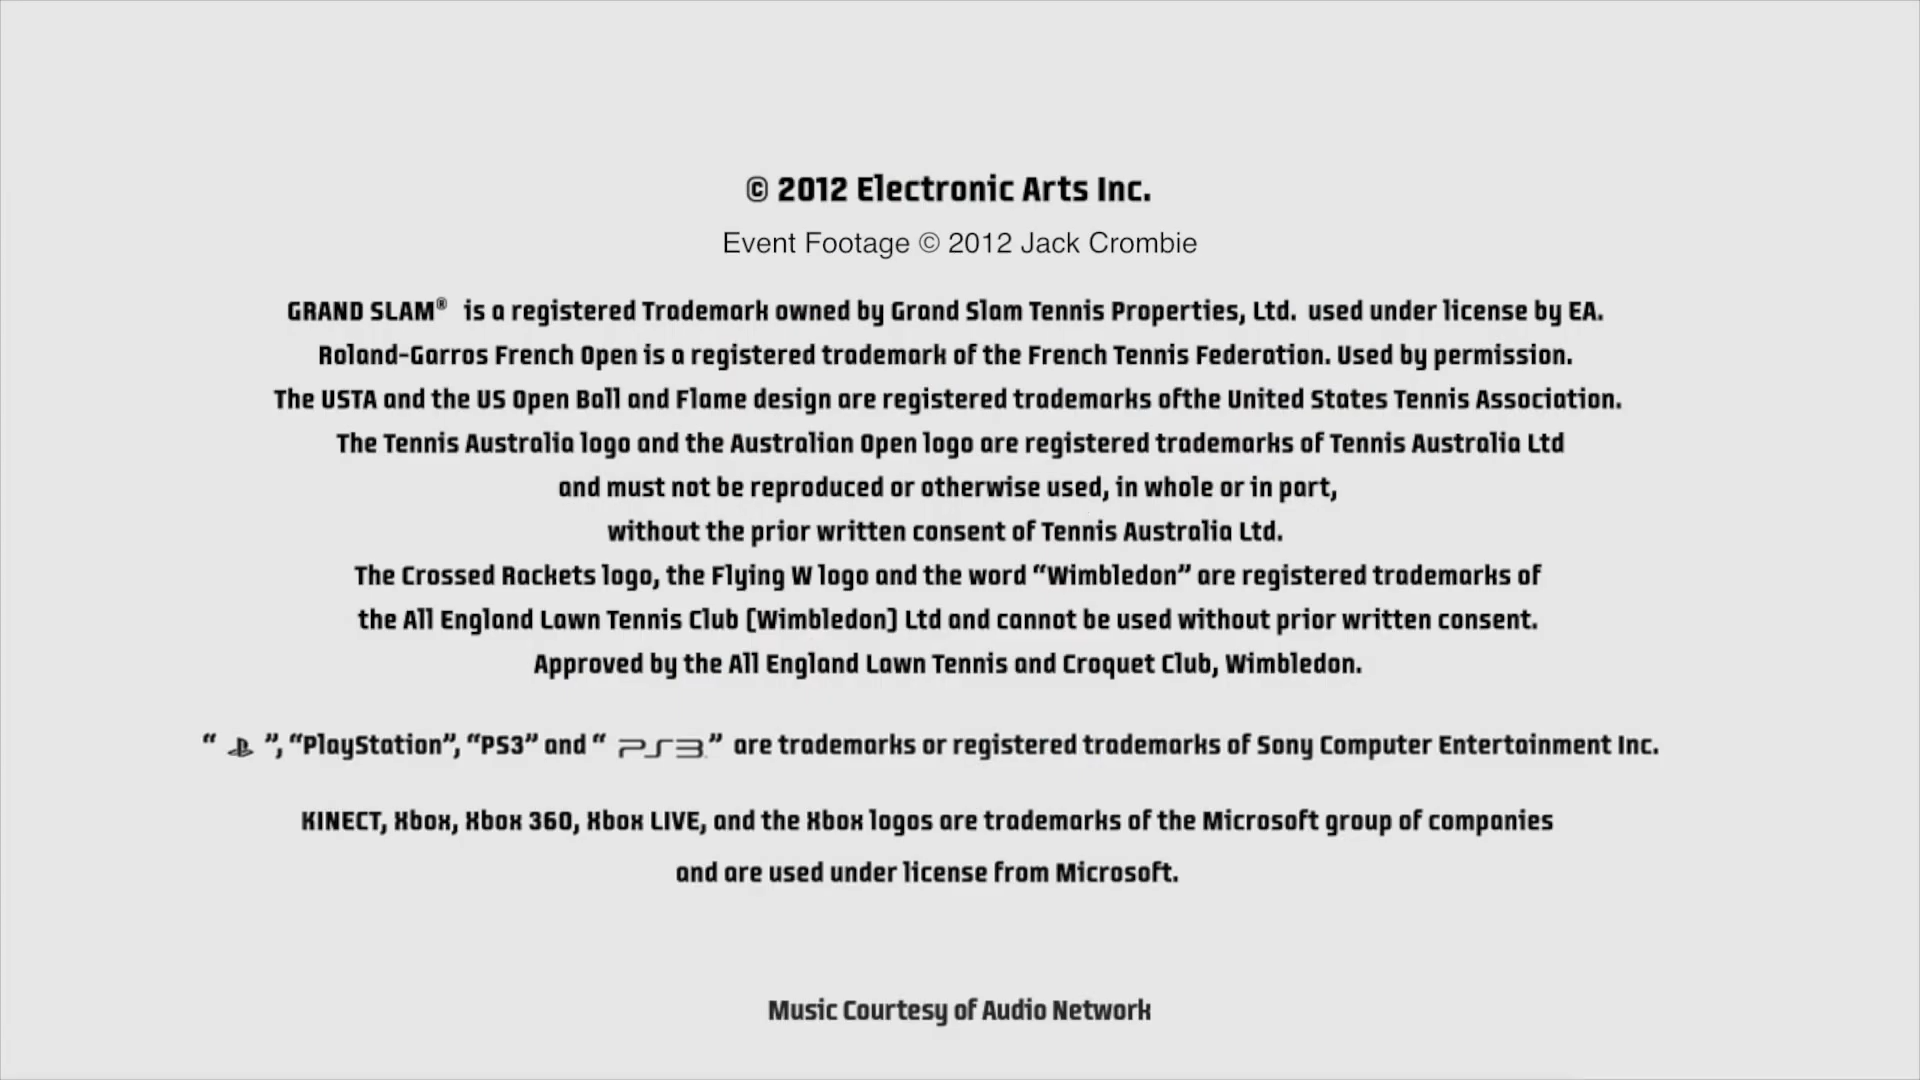 © 2012 Electronic Arts Inc.
Event Footage © 2012 Jack Crombie
GRAND SLAM® is a registered Trademark owned by Grand Slam Tennis Properties, Ltd. used under license by EA.
Roland-Garros French Open is a registered trademark of the French Tennis Federation. Used by permission.
The USTA and the US Open Ball and Flame design are registered trademarks ofthe United States Tennis Association.
The Tennis Australia logo and the Australian Open logo are registered trademarks of Tennis Australia Ltd
and must not be reproduced or otherwise used, in whole or in part,
without the prior written consent of Tennis Australia Ltd.
The Crossed Rackets logo, the Flying W logo and the word “Wimbledon” are registered trademarks of
the All England Lawn Tennis Club (Wimbledon) Ltd and cannot be used without prior written consent.
Approved by the All England Lawn Tennis and Croquet Club, Wimbledon.
“ ”, “PlayStation”, “PS3” and “ PS3 ” are trademarks or registered trademarks of Sony Computer Entertainment Inc.
KINECT, Xbox, Xbox 360, Xbox LIVE, and the Xbox logos are trademarks of the Microsoft group of companies
and are used under license from Microsoft.
Music Courtesy of Audio Network